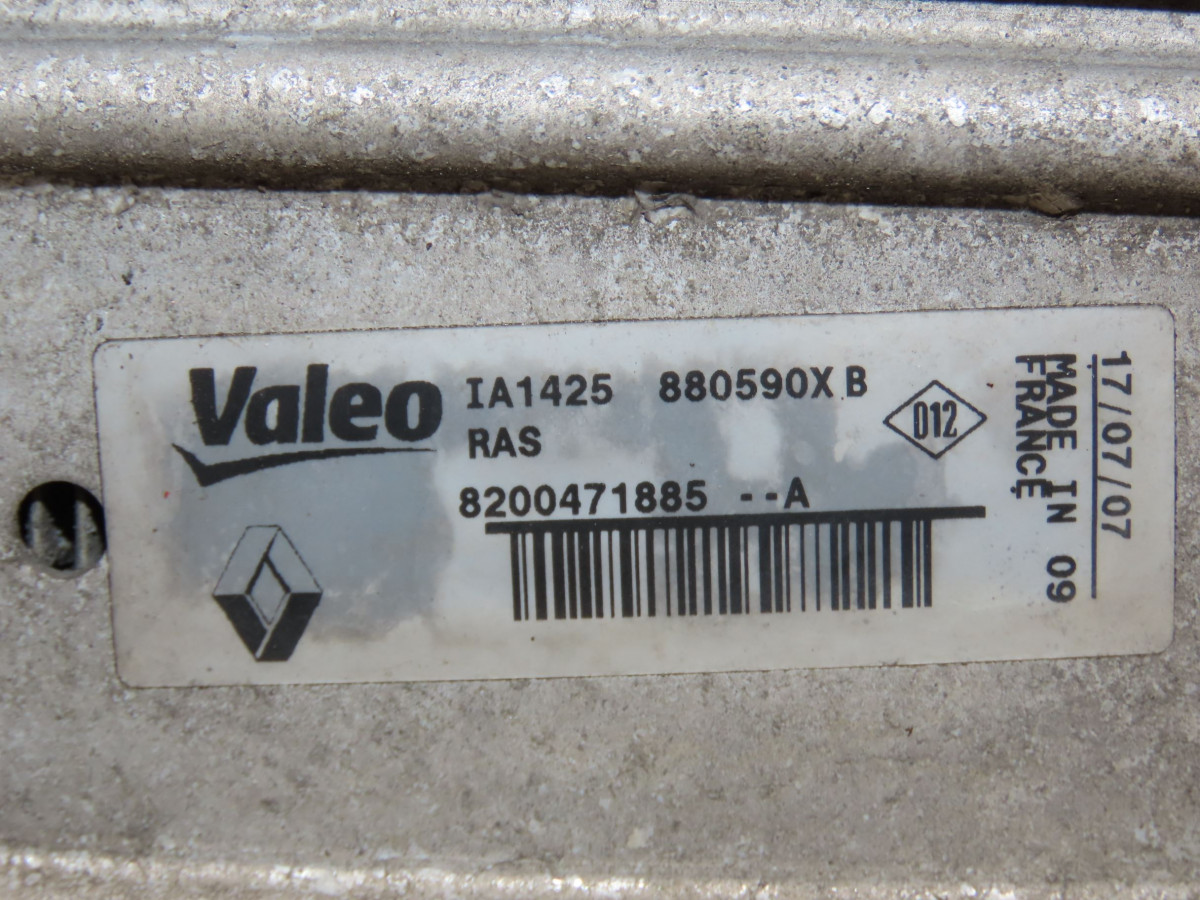 Valeo
IA1425 880590X B
RAS
8200471885 --A
D12
17/07/07
MADE IN 09
FRANCE